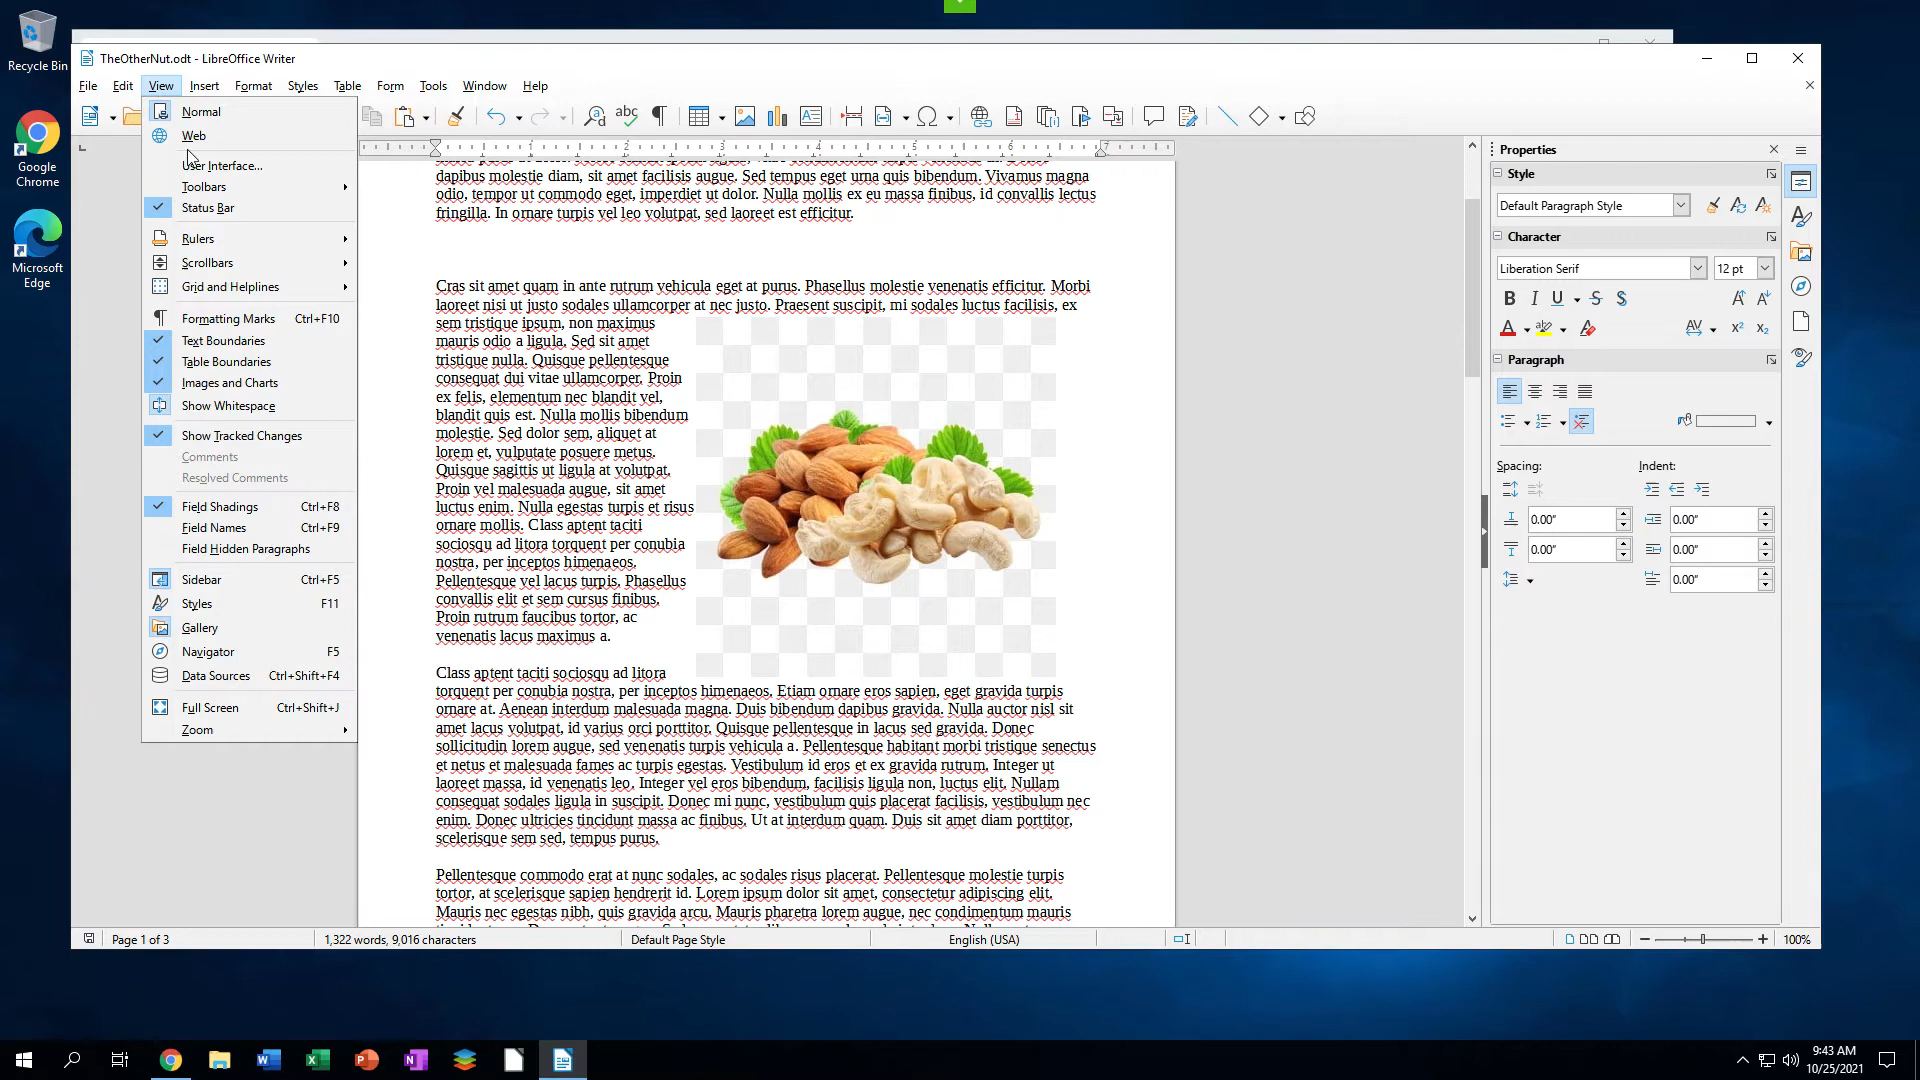 Recycle Bin
Google
Chrome
Microsoft
Edge
TheOtherNut.odt - LibreOffice Writer
File Edit View Insert Format Styles Table Form Tools Window Help
Normal
Web
User Interface...
Toolbars
Status Bar
Rulers
Scrollbars
Grid and Helplines
Formatting Marks Ctrl+F10
Text Boundaries
Table Boundaries
Images and Charts
Show Whitespace
Show Tracked Changes
Comments
Resolved Comments
Field Shadings Ctrl+F8
Field Names Ctrl+F9
Field Hidden Paragraphs
Sidebar Ctrl+F5
Styles F11
Gallery
Navigator F5
Data Sources Ctrl+Shift+F4
Full Screen Ctrl+Shift+J
Zoom
abc
1 2 3 4 5 6 7
dapibus molestie diam, sit amet facilisis augue. Sed tempus eget urna quis bibendum. Vivamus magna
odio, tempor ut commodo eget, imperdiet ut dolor. Nulla mollis ex eu massa finibus, id convallis lectus
fringilla. In ornare turpis vel leo volutpat, sed laoreet est efficitur.
Cras sit amet quam in ante rutrum vehicula eget at purus. Phasellus molestie venenatis efficitur. Morbi
laoreet nisi ut justo sodales ullamcorper at nec justo. Praesent suscipit, mi sodales luctus facilisis, ex
sem tristique ipsum, non maximus
mauris odio a ligula. Sed sit amet
tristique nulla. Quisque pellentesque
consequat dui vitae ullamcorper. Proin
ex felis, elementum nec blandit vel,
blandit quis est. Nulla mollis bibendum
molestie. Sed dolor sem, aliquet at
lorem et, vulputate posuere metus.
Quisque sagittis ut ligula at volutpat.
Proin vel malesuada augue, sit amet
luctus enim. Nulla egestas turpis et risus
ornare mollis. Class aptent taciti
sociosqu ad litora torquent per conubia
nostra, per inceptos himenaeos.
Pellentesque vel lacus turpis. Phasellus
convallis elit et sem cursus finibus.
Proin rutrum faucibus tortor, ac
venenatis lacus maximus a.
Class aptent taciti sociosqu ad litora
torquent per conubia nostra, per inceptos himenaeos. Etiam ornare eros sapien, eget gravida turpis
ornare at. Aenean interdum malesuada magna. Duis bibendum dapibus gravida. Nulla auctor nisl sit
amet lacus volutpat, id varius orci porttitor. Quisque pellentesque in lacus sed gravida. Donec
sollicitudin lorem augue, sed venenatis turpis vehicula a. Pellentesque habitant morbi tristique senectus
et netus et malesuada fames ac turpis egestas. Vestibulum id eros et ex gravida rutrum. Integer ut
laoreet massa, id venenatis leo. Integer vel eros bibendum, facilisis ligula non, luctus elit. Nullam
consequat sodales ligula in suscipit. Donec mi nunc, vestibulum quis placerat facilisis, vestibulum nec
enim. Donec ultricies tincidunt massa ac finibus. Ut at interdum quam. Duis sit amet diam porttitor,
scelerisque sem sed, tempus purus.
Pellentesque commodo erat at nunc sodales, ac sodales risus placerat. Pellentesque molestie turpis
tortor, at scelerisque sapien hendrerit id. Lorem ipsum dolor sit amet, consectetur adipiscing elit.
Mauris nec egestas nibh, quis gravida arcu. Mauris pharetra lorem augue, nec condimentum mauris
Properties
Style
Default Paragraph Style
Character
Liberation Serif 12 pt
Paragraph
Spacing: Indent:
0.00" 0.00"
0.00" 0.00"
0.00"
Page 1 of 3 1,322 words, 9,016 characters Default Page Style English (USA) 100%
9:43 AM
10/25/2021